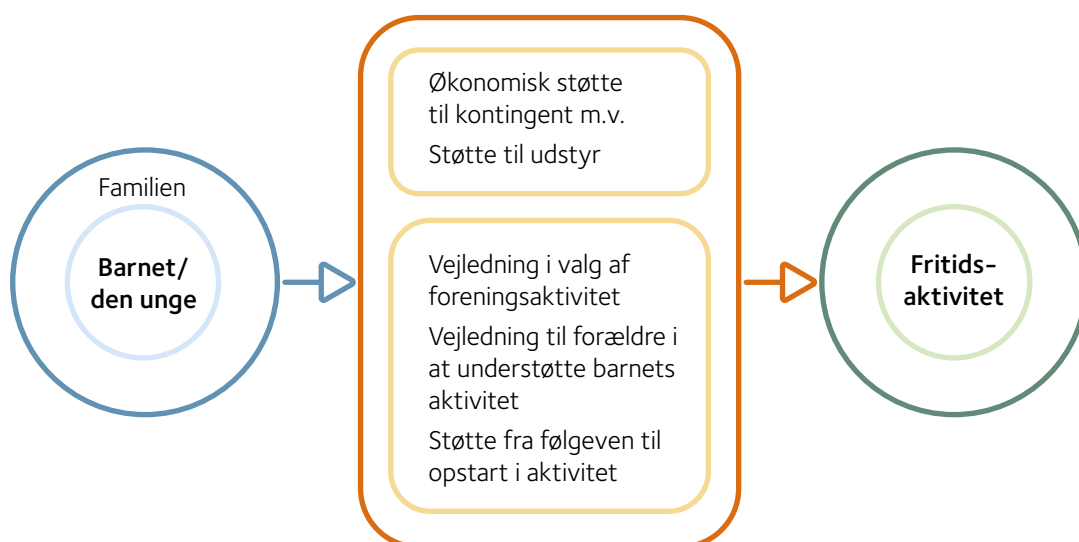 Familien
Barnet/
den unge
Økonomisk støtte
til kontingent m.v.
Støtte til udstyr
Vejledning i valg af
foreningsaktivitet
Vejledning til forældre i
at understøtte barnets
aktivitet
Støtte fra følgeven til
opstart i aktivitet
Fritids-
aktivitet